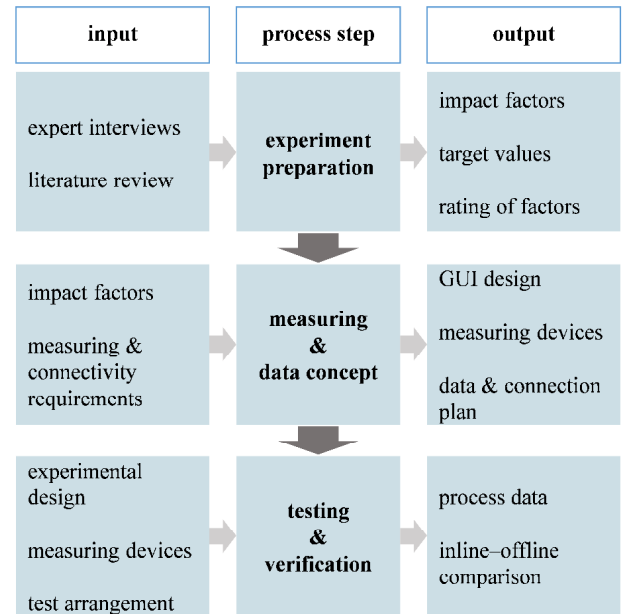 input
process step
output
expert interviews
literature review
experiment
preparation
impact factors
target values
rating of factors
impact factors
measuring &
connectivity
requirements
measuring
&
data concept
GUI design
measuring devices
data & connection
plan
experimental
design
measuring devices
test arrangement
testing
&
verification
process data
inline–offline
comparison